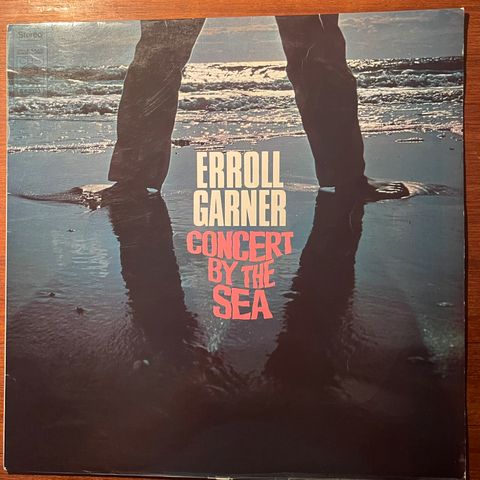 Stereo
ERROLL
GARNER
CONCERT
BY THE
SEA